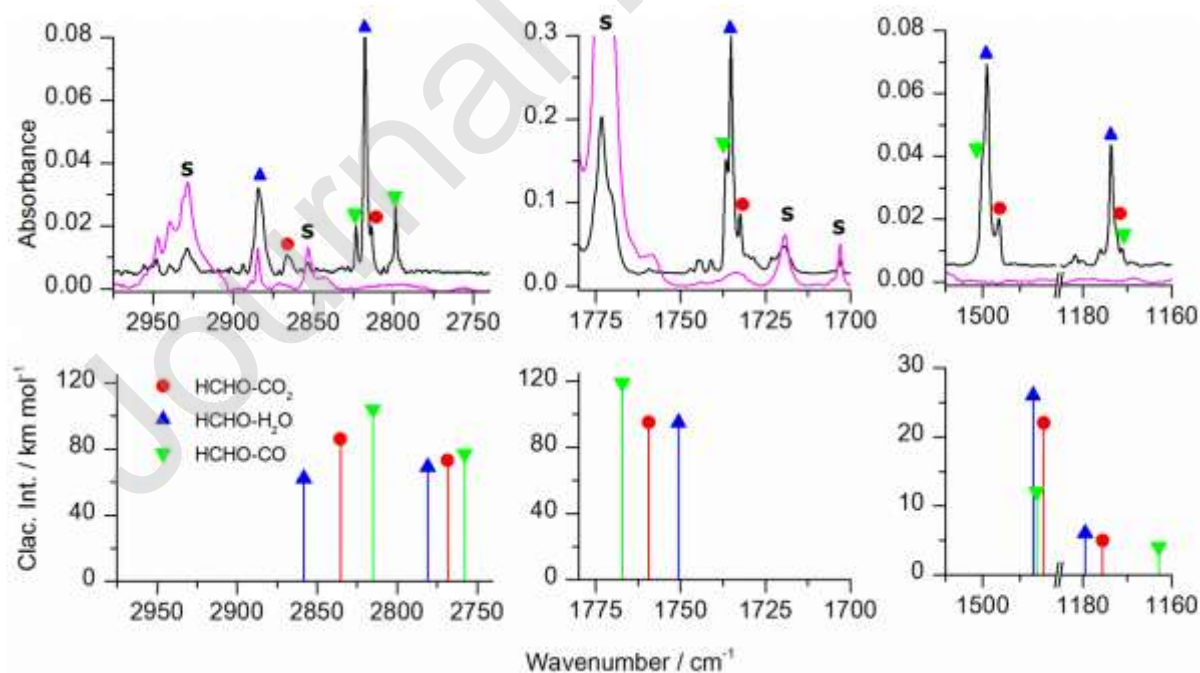 Journal
Absorbance
0.08
0.06
0.04
0.02
0.00
S
S
2950 2900 2850 2800 2750
0.3
0.2
0.1
0.0
S
S
S
1775 1750 1725 1700
0.08
0.06
0.04
0.02
0.00
1500 1180 1160
Clac. Int. / km mol⁻¹
120
80
40
0
HCHO-CO₂
HCHO-H₂O
HCHO-CO
2950 2900 2850 2800 2750
120
80
40
0
1775 1750 1725 1700
30
20
10
0
1500 1180 1160
Wavenumber / cm⁻¹